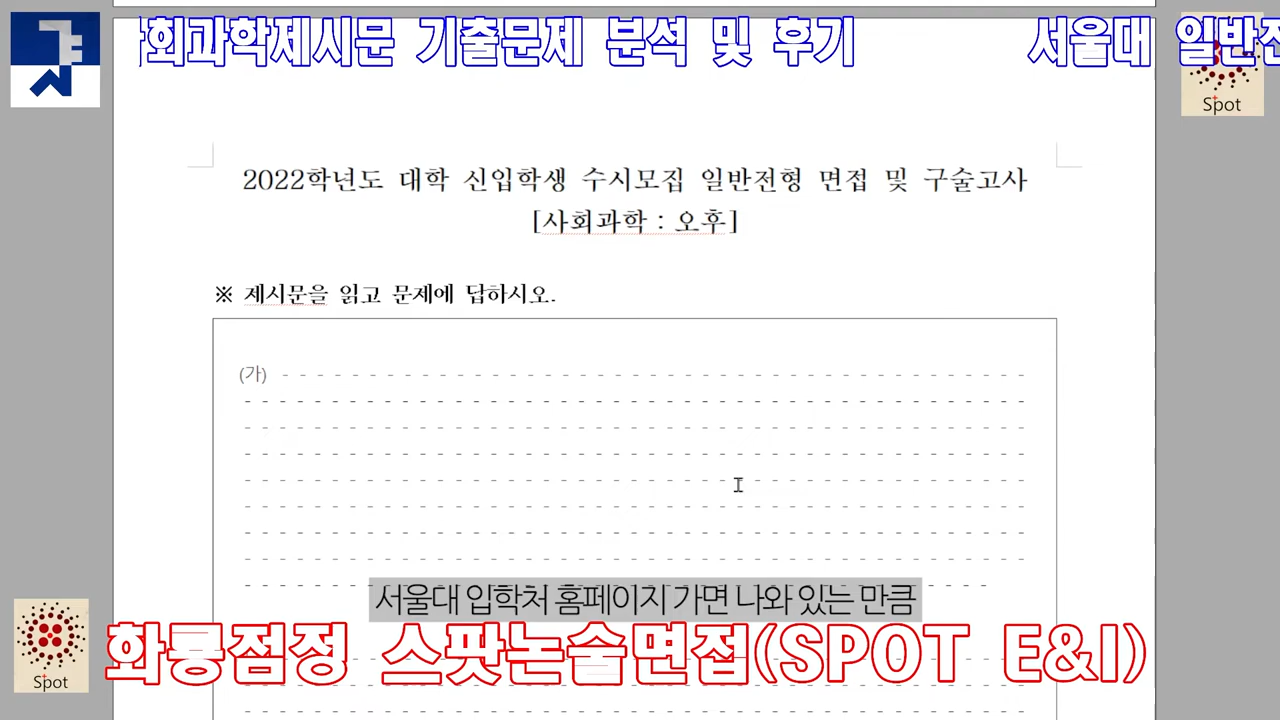 사회과학제시문 기출문제 분석 및 후기 서울대 일반전
Spot
2022학년도 대학 신입학생 수시모집 일반전형 면접 및 구술고사
[사회과학 : 오후]
※ 제시문을 읽고 문제에 답하시오.
(가)
서울대 입학처 홈페이지 가면 나와 있는 만큼
화룡점정 스팟논슬면접(SPOT E&I)
Spot